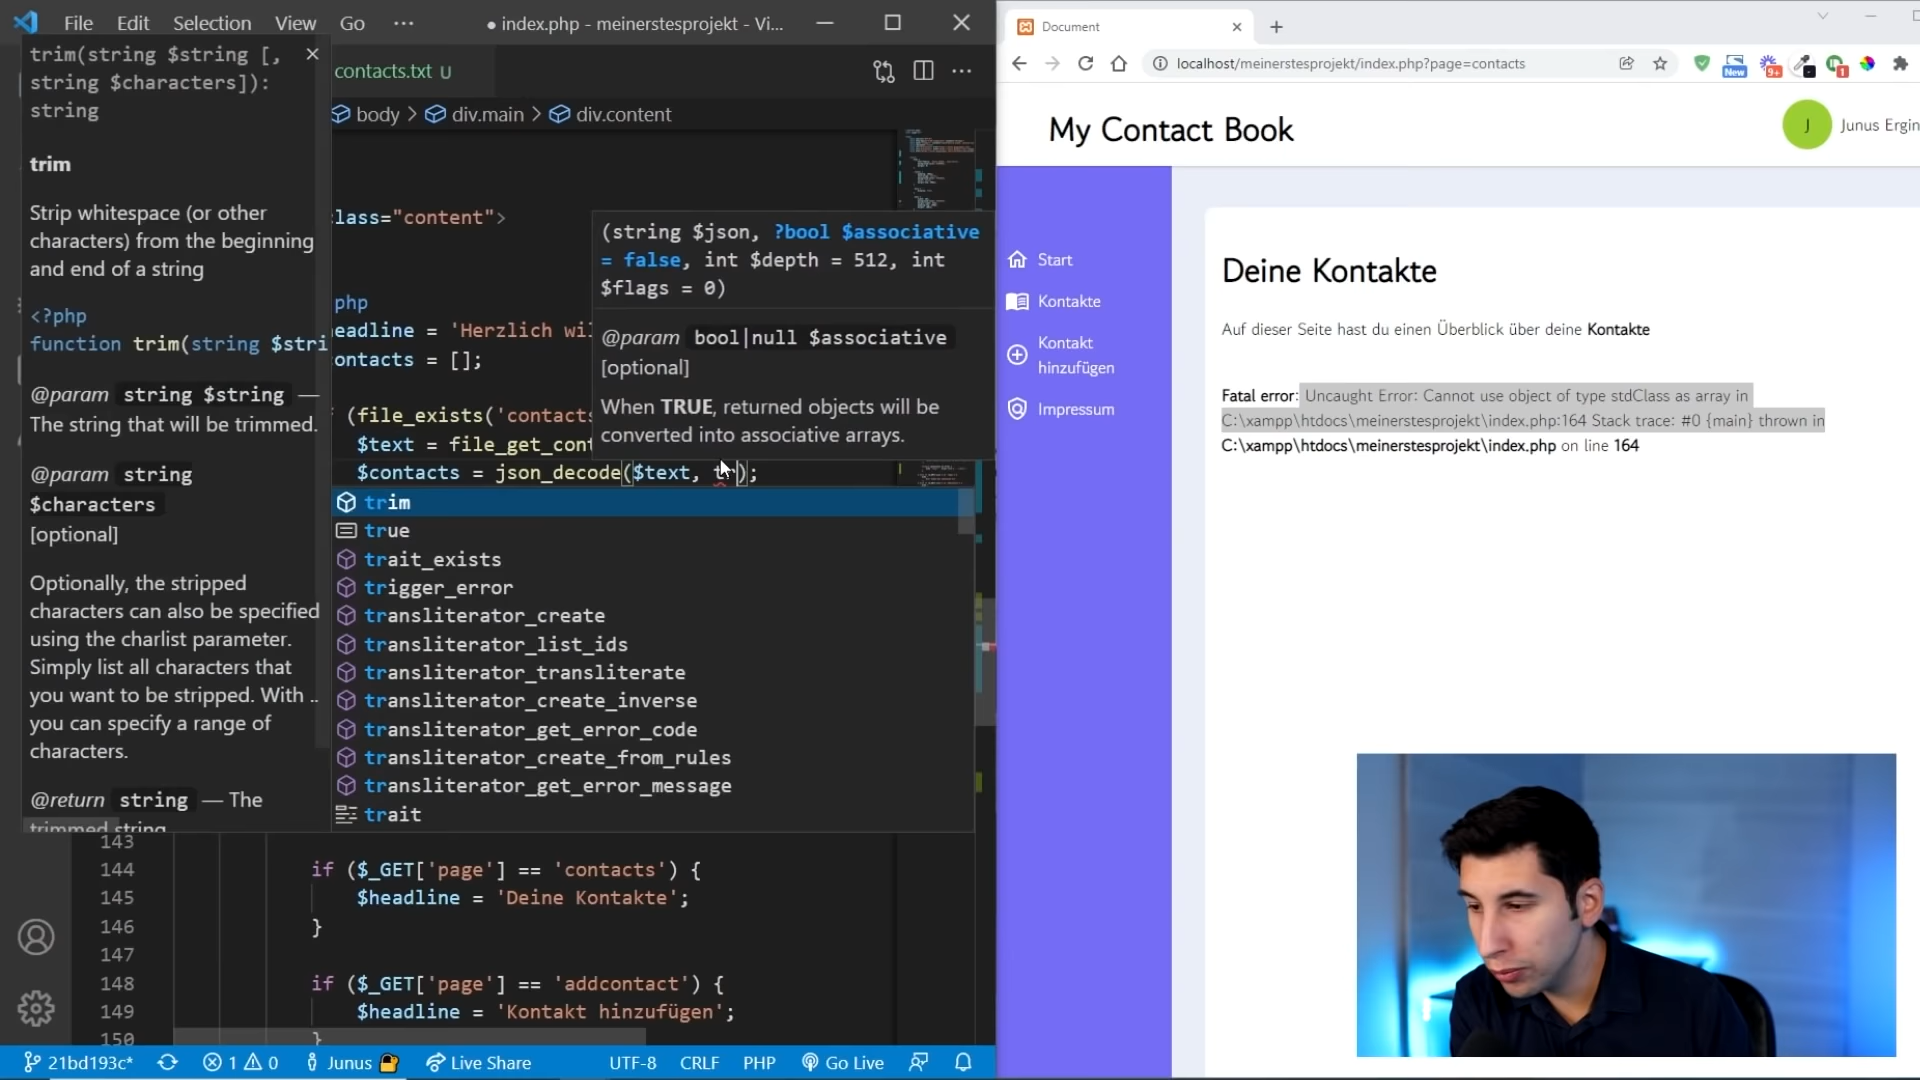 File Edit Selection View Go ···
● index.php - meinerstesprojekt - Vi...
trim(string $string [,
string $characters]):
string
trim
Strip whitespace (or other
characters) from the beginning
and end of a string
<?php
function trim(string $stri
@param string $string —
The string that will be trimmed.
@param string
$characters
[optional]
Optionally, the stripped
characters can also be specified
using the charlist parameter.
Simply list all characters that
you want to be stripped. With ..
you can specify a range of
characters.
@return string — The
trimmed string
contacts.txt U
body > div.main > div.content
lass="content">
php
eadline = 'Herzlich wil
ontacts = [];
(file_exists('contacts
$text = file_get_cont
$contacts = json_decode($text, tr);
(string $json, ?bool $associative
= false, int $depth = 512, int
$flags = 0)
@param bool|null $associative
[optional]
When TRUE, returned objects will be
converted into associative arrays.
trim
true
trait_exists
trigger_error
transliterator_create
transliterator_list_ids
transliterator_transliterate
transliterator_create_inverse
transliterator_get_error_code
transliterator_create_from_rules
transliterator_get_error_message
trait
143
144 if ($_GET['page'] == 'contacts') {
145 $headline = 'Deine Kontakte';
146 }
147
148 if ($_GET['page'] == 'addcontact') {
149 $headline = 'Kontakt hinzufügen';
150 }
21bd193c* 1 0 Junus Live Share UTF-8 CRLF PHP Go Live
Document
localhost/meinerstesprojekt/index.php?page=contacts
New
9+
1
My Contact Book
J Junus Ergin
Start
Kontakte
Kontakt
hinzufügen
Impressum
Deine Kontakte
Auf dieser Seite hast du einen Überblick über deine Kontakte
Fatal error: Uncaught Error: Cannot use object of type stdClass as array in
C:\xampp\htdocs\meinerstesprojekt\index.php:164 Stack trace: #0 {main} thrown in
C:\xampp\htdocs\meinerstesprojekt\index.php on line 164